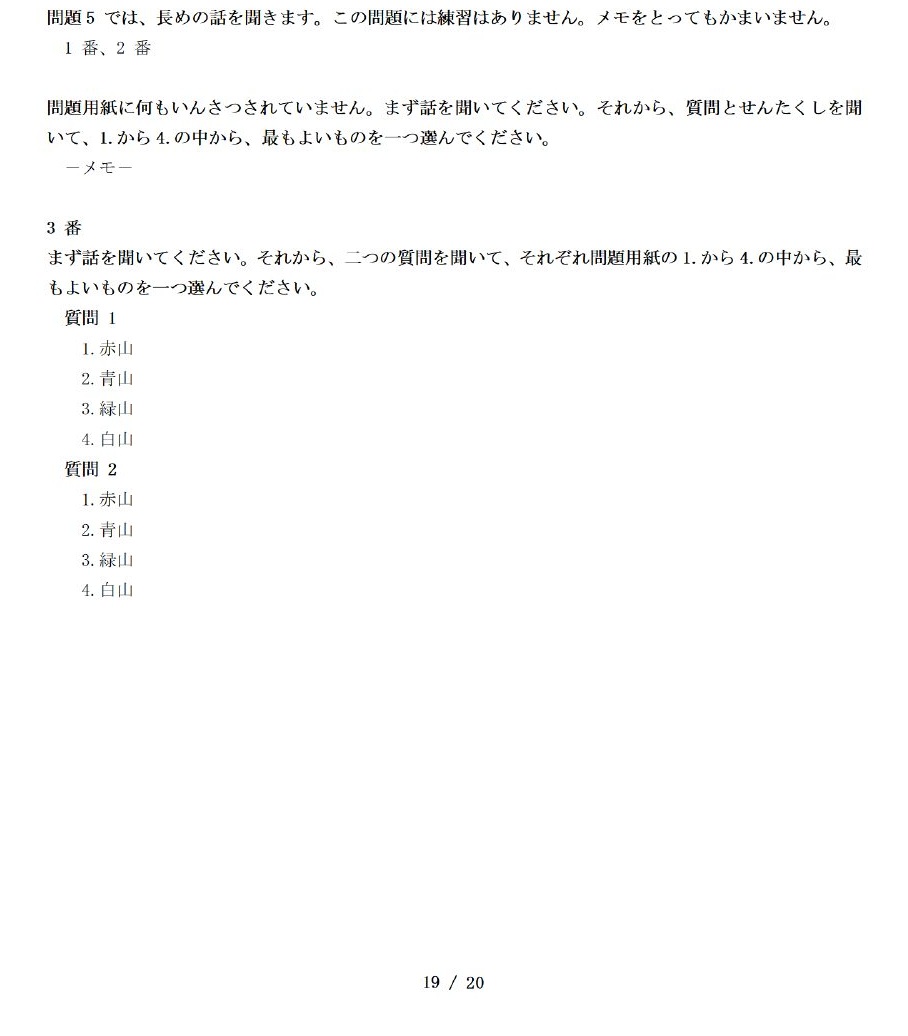 問題5 では、長めの話を聞きます。この問題には練習はありません。メモをとってもかまいません。
1 番、2 番
問題用紙に何もいんさつされていません。まず話を聞いてください。それから、質問とせんたくしを聞
いて、1.から 4.の中から、最もよいものを一つ選んでください。
－メモ－
3 番
まず話を聞いてください。それから、二つの質問を聞いて、それぞれ問題用紙の 1.から 4.の中から、最
もよいものを一つ選んでください。
質問 1
1.赤山
2.青山
3.緑山
4.白山
質問 2
1.赤山
2.青山
3.緑山
4.白山
19 / 20